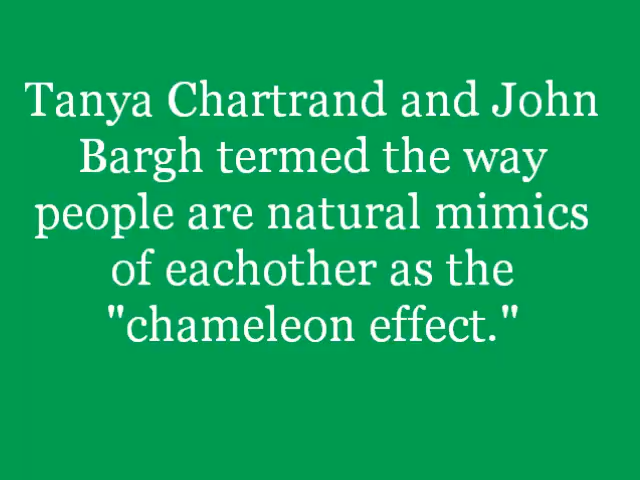 Tanya Chartrand and John
Bargh termed the way
people are natural mimics
of eachother as the
"chameleon effect."